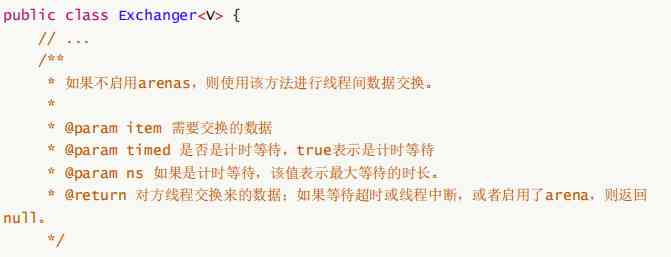 public class Exchanger<V> {
// ...
/**
* 如果不启用arenas，则使用该方法进行线程间数据交换。
*
* @param item 需要交换的数据
* @param timed 是否是计时等待，true表示是计时等待
* @param ns 如果是计时等待，该值表示最大等待的时长。
* @return 对方线程交换来的数据；如果等待超时或线程中断，或者启用了arena，则返回
null。
*/